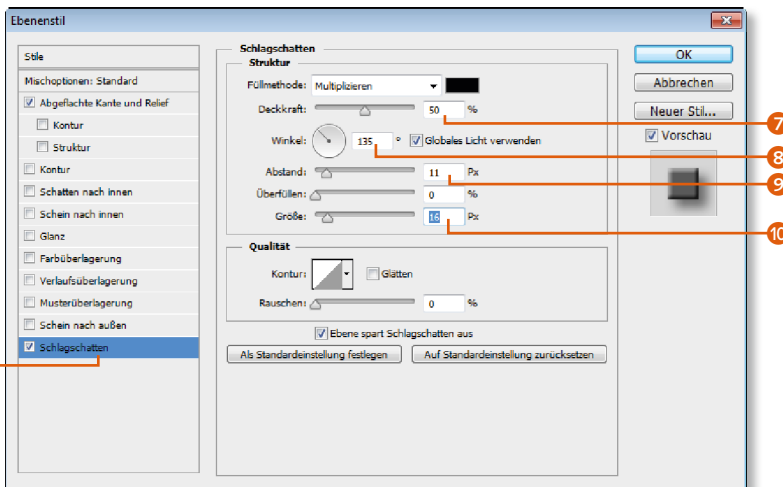 Ebenenstil
Stile
Mischoptionen: Standard
Abgeflachte Kante und Relief
Kontur
Struktur
Kontur
Schatten nach innen
Schein nach innen
Glanz
Farbüberlagerung
Verlaufsüberlagerung
Musterüberlagerung
Schein nach außen
Schlagschatten
Schlagschatten
Struktur
Füllmethode: Multiplizieren
Deckkraft: 50 %
Winkel: 135 ° Globales Licht verwenden
Abstand: 11 Px
Überfüllen: 0 %
Größe: 16 Px
Qualität
Kontur: Glätten
Rauschen: 0 %
Ebene spart Schlagschatten aus
Als Standardeinstellung festlegen
Auf Standardeinstellung zurücksetzen
OK
Abbrechen
Neuer Stil...
Vorschau
7
8
9
10